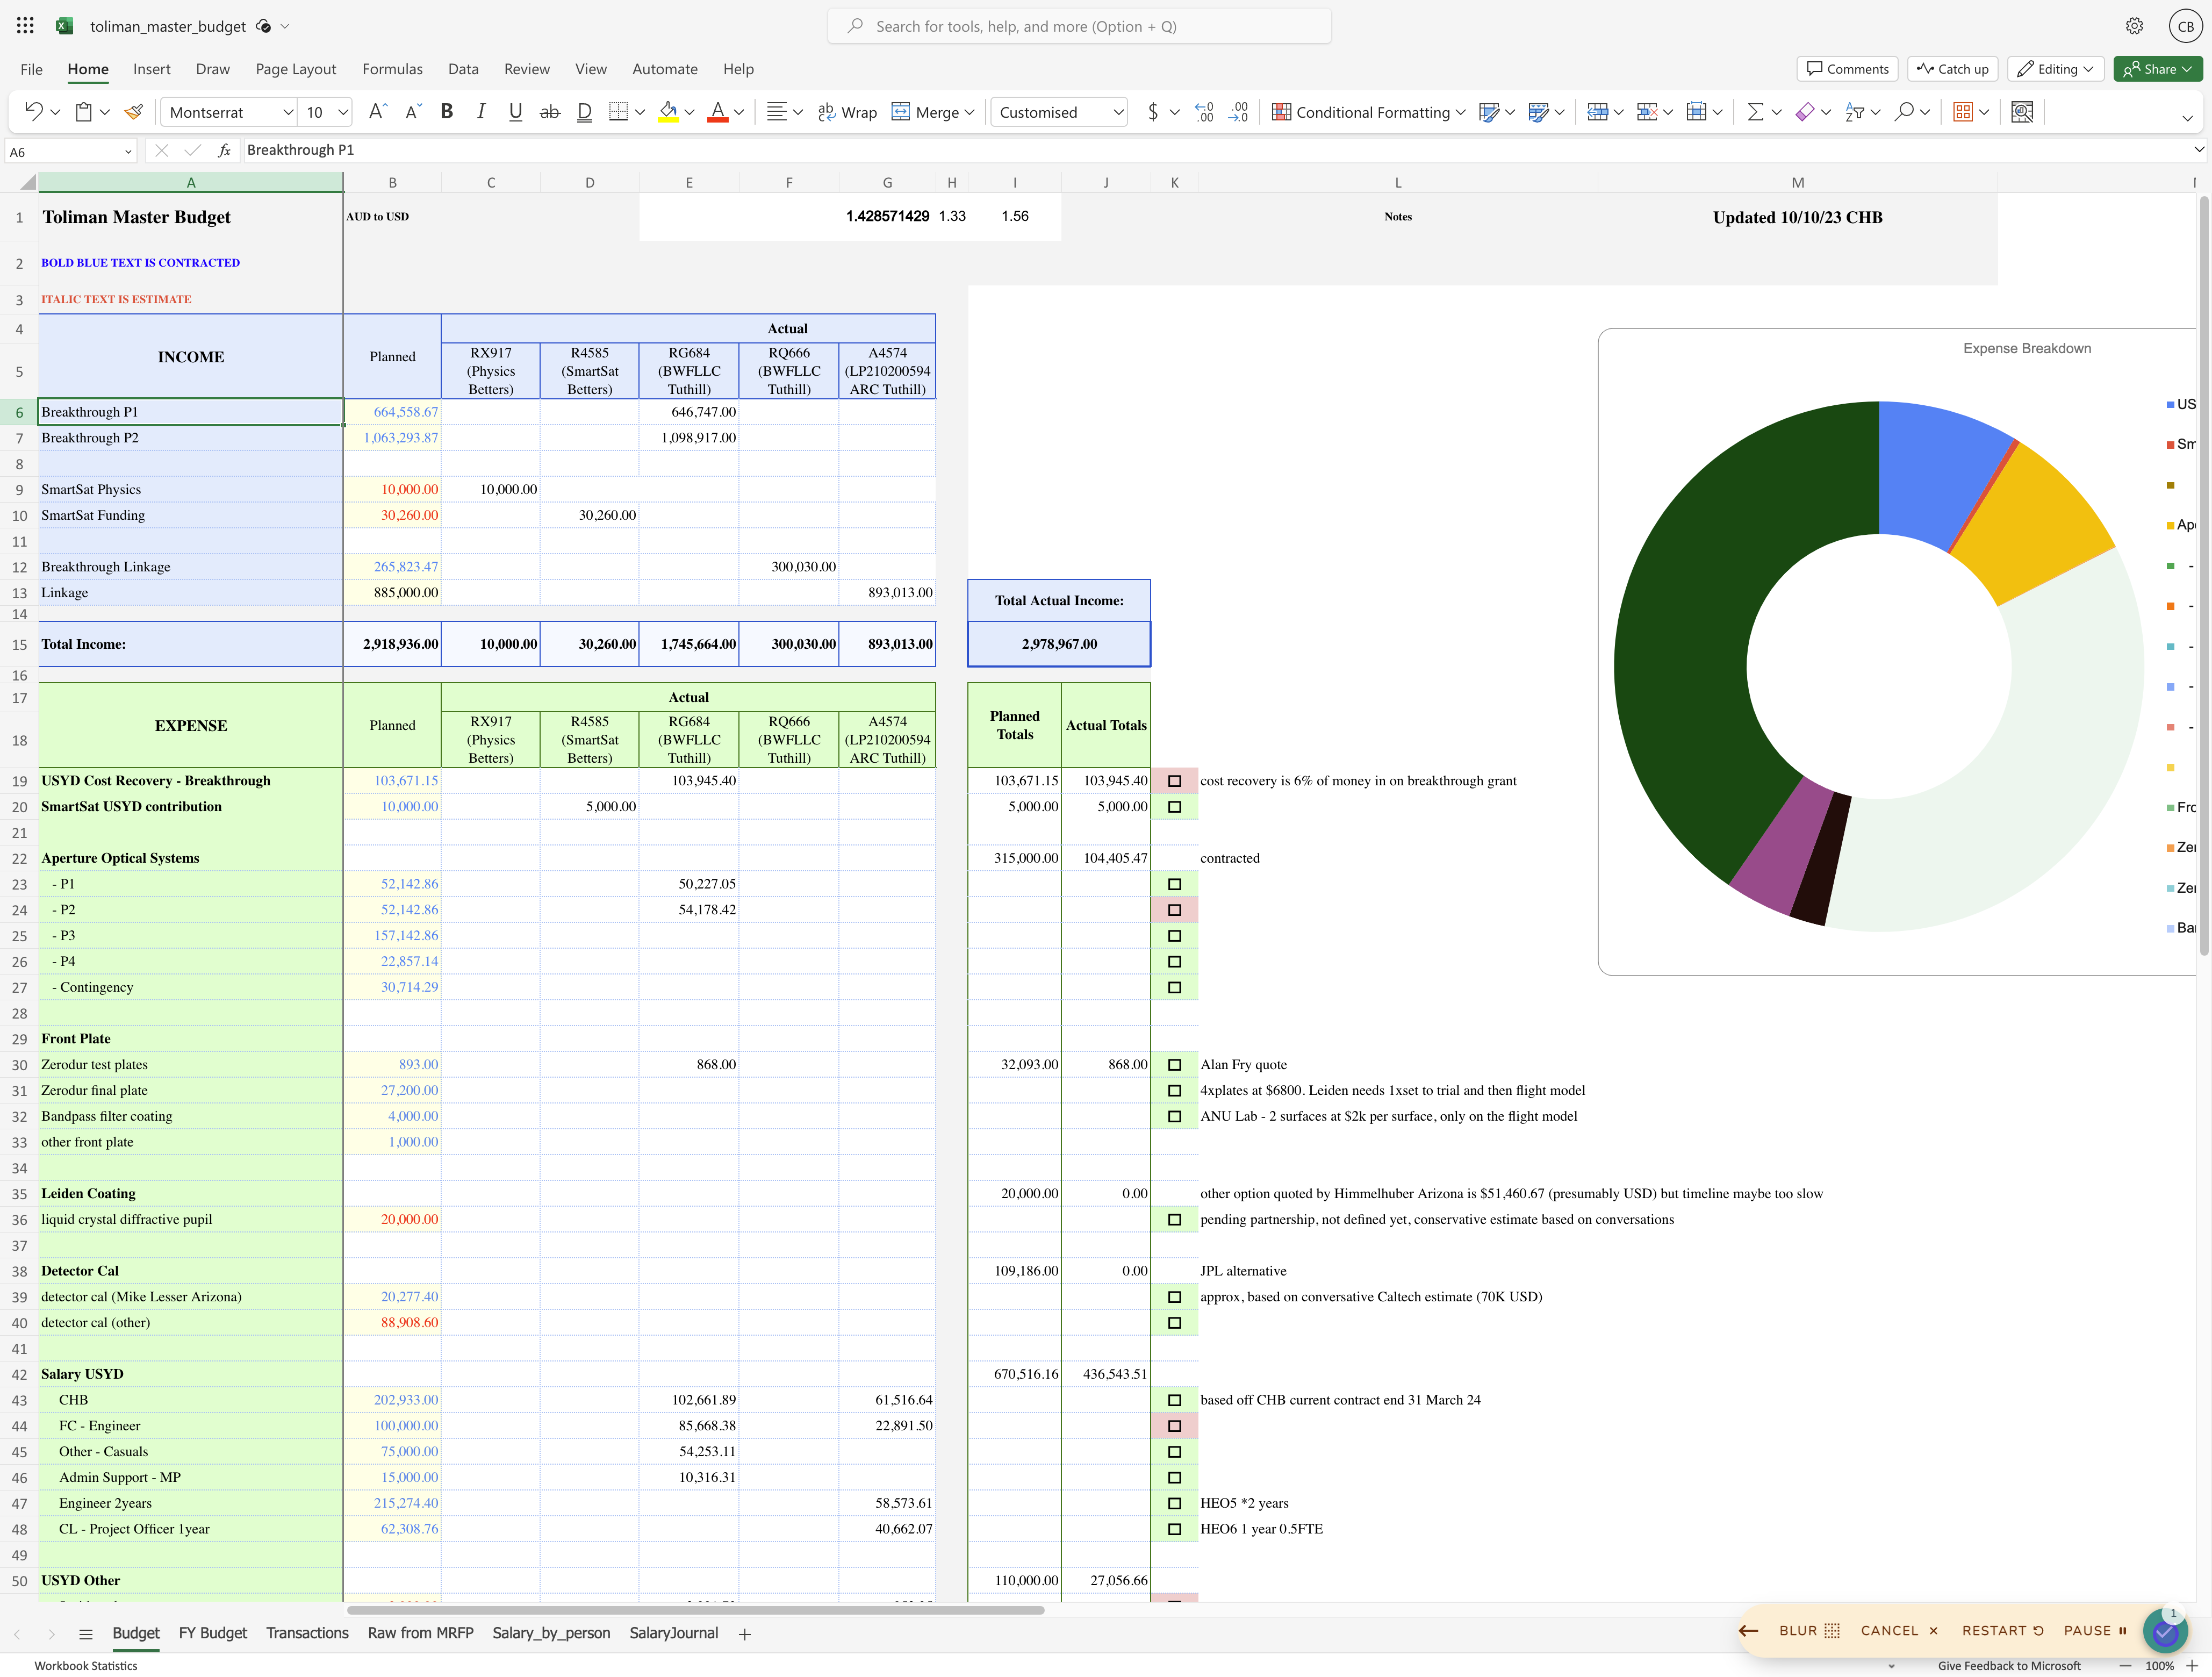 toliman_master_budget
Search for tools, help, and more (Option + Q)
CB
File Home Insert Draw Page Layout Formulas Data Review View Automate Help
Comments Catch up Editing Share
Montserrat 10 A A B I U ab D A Wrap Merge Customised $ Conditional Formatting
A6 fx Breakthrough P1
A B C D E F G H I J K L M
1 Toliman Master Budget AUD to USD 1.428571429 1.33 1.56 Notes Updated 10/10/23 CHB
2 BOLD BLUE TEXT IS CONTRACTED
3 ITALIC TEXT IS ESTIMATE
4 INCOME Planned Actual
5 RX917 (Physics Betters) R4585 (SmartSat Betters) RG684 (BWFLLC Tuthill) RQ666 (BWFLLC Tuthill) A4574 (LP210200594 ARC Tuthill)
6 Breakthrough P1 664,558.67 646,747.00
7 Breakthrough P2 1,063,293.87 1,098,917.00
8
9 SmartSat Physics 10,000.00 10,000.00
10 SmartSat Funding 30,260.00 30,260.00
11
12 Breakthrough Linkage 265,823.47 300,030.00
13 Linkage 885,000.00 893,013.00 Total Actual Income:
14
15 Total Income: 2,918,936.00 10,000.00 30,260.00 1,745,664.00 300,030.00 893,013.00 2,978,967.00
16
17 EXPENSE Planned Actual Planned Totals Actual Totals
18 RX917 (Physics Betters) R4585 (SmartSat Betters) RG684 (BWFLLC Tuthill) RQ666 (BWFLLC Tuthill) A4574 (LP210200594 ARC Tuthill)
19 USYD Cost Recovery - Breakthrough 103,671.15 103,945.40 103,671.15 103,945.40 cost recovery is 6% of money in on breakthrough grant
20 SmartSat USYD contribution 10,000.00 5,000.00 5,000.00 5,000.00
21
22 Aperture Optical Systems 315,000.00 104,405.47 contracted
23 - P1 52,142.86 50,227.05
24 - P2 52,142.86 54,178.42
25 - P3 157,142.86
26 - P4 22,857.14
27 - Contingency 30,714.29
28
29 Front Plate
30 Zerodur test plates 893.00 868.00 32,093.00 868.00 Alan Fry quote
31 Zerodur final plate 27,200.00 4xplates at $6800. Leiden needs 1xset to trial and then flight model
32 Bandpass filter coating 4,000.00 ANU Lab - 2 surfaces at $2k per surface, only on the flight model
33 other front plate 1,000.00
34
35 Leiden Coating 20,000.00 0.00 other option quoted by Himmelhuber Arizona is $51,460.67 (presumably USD) but timeline maybe too slow
36 liquid crystal diffractive pupil 20,000.00 pending partnership, not defined yet, conservative estimate based on conversations
37
38 Detector Cal 109,186.00 0.00 JPL alternative
39 detector cal (Mike Lesser Arizona) 20,277.40 approx, based on conversative Caltech estimate (70K USD)
40 detector cal (other) 88,908.60
41
42 Salary USYD 670,516.16 436,543.51
43 CHB 202,933.00 102,661.89 61,516.64 based off CHB current contract end 31 March 24
44 FC - Engineer 100,000.00 85,668.38 22,891.50
45 Other - Casuals 75,000.00 54,253.11
46 Admin Support - MP 15,000.00 10,316.31
47 Engineer 2years 215,274.40 58,573.61 HEO5 *2 years
48 CL - Project Officer 1year 62,308.76 40,662.07 HEO6 1 year 0.5FTE
49
50 USYD Other 110,000.00 27,056.66
Expense Breakdown
US
Sm
Ap
-
-
-
-
-
Fro
Zer
Zer
Bar
Budget FY Budget Transactions Raw from MRFP Salary_by_person SalaryJournal
BLUR CANCEL RESTART PAUSE 1
Workbook Statistics Give Feedback to Microsoft 100%